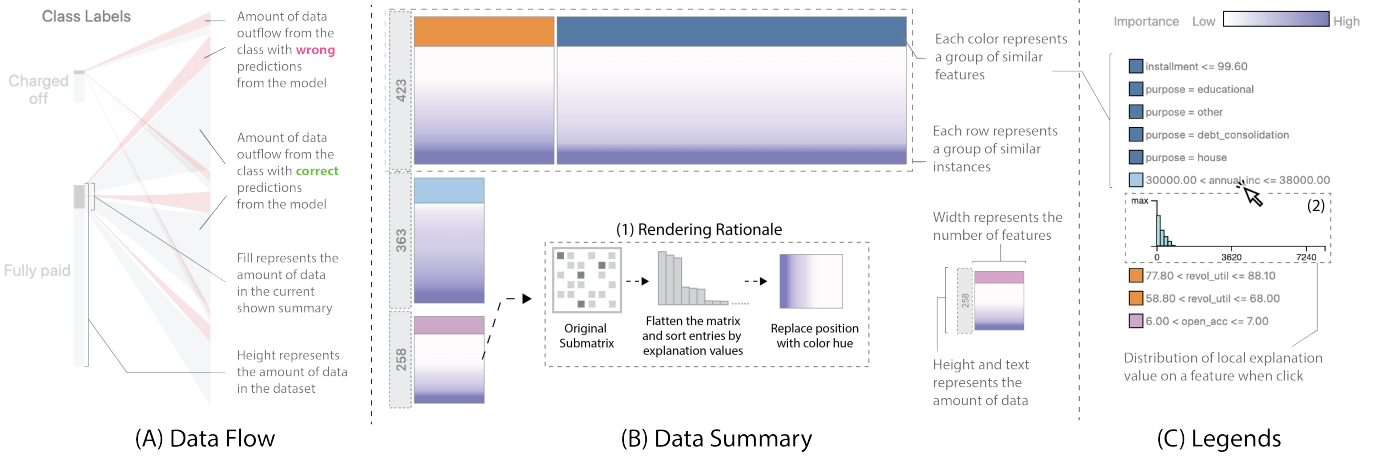 Class Labels
Charged
off
Fully paid
Amount of data
outflow from the
class with wrong
predictions
from the model
Amount of data
outflow from the
class with correct
predictions
from the model
Fill represents the
amount of data
in the current
shown summary
Height represents
the amount of data
in the dataset
(A) Data Flow
423
363
258
(1) Rendering Rationale
Original
Submatrix
Flatten the matrix
and sort entries by
explanation values
Replace position
with color hue
Each color represents
a group of similar
features
Each row represents
a group of similar
instances
Width represents the
number of features
258
Height and text
represents the
amount of data
(B) Data Summary
Importance Low High
installment <= 99.60
purpose = educational
purpose = other
purpose = debt_consolidation
purpose = house
30000.00 < annual_inc <= 38000.00
max
(2)
0 3620 7240
77.80 < revol_util <= 88.10
58.80 < revol_util <= 68.00
6.00 < open_acc <= 7.00
Distribution of local explanation
value on a feature when click
(C) Legends